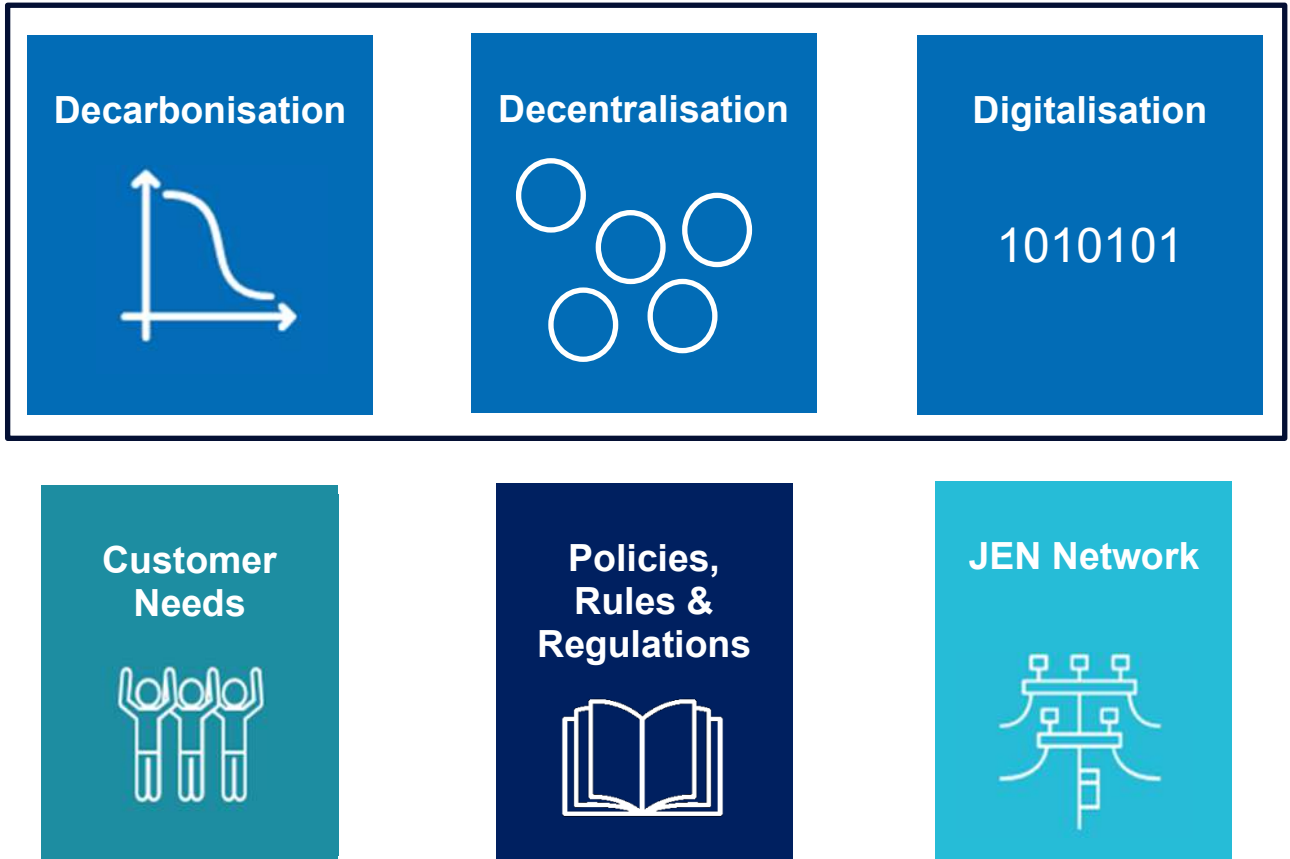 Decarbonisation
Decentralisation
Digitalisation
1010101
Customer
Needs
Policies,
Rules &
Regulations
JEN Network